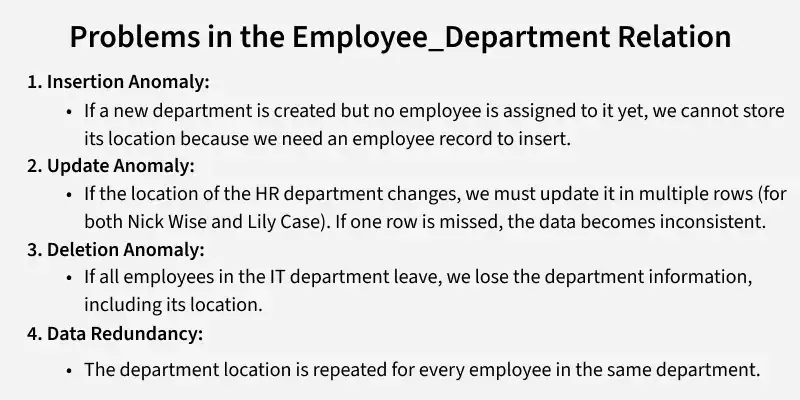 Problems in the Employee_Department Relation
1. Insertion Anomaly:
• If a new department is created but no employee is assigned to it yet, we cannot store
its location because we need an employee record to insert.
2. Update Anomaly:
• If the location of the HR department changes, we must update it in multiple rows (for
both Nick Wise and Lily Case). If one row is missed, the data becomes inconsistent.
3. Deletion Anomaly:
• If all employees in the IT department leave, we lose the department information,
including its location.
4. Data Redundancy:
• The department location is repeated for every employee in the same department.